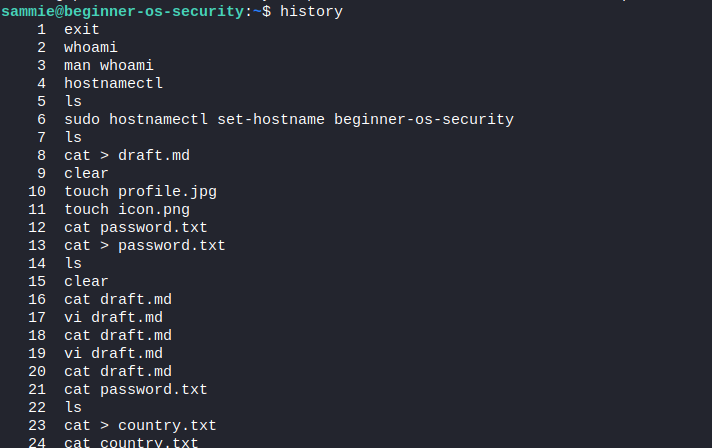 sammie@beginner-os-security:~$ history
1 exit
2 whoami
3 man whoami
4 hostnamectl
5 ls
6 sudo hostnamectl set-hostname beginner-os-security
7 ls
8 cat > draft.md
9 clear
10 touch profile.jpg
11 touch icon.png
12 cat password.txt
13 cat > password.txt
14 ls
15 clear
16 cat draft.md
17 vi draft.md
18 cat draft.md
19 vi draft.md
20 cat draft.md
21 cat password.txt
22 ls
23 cat > country.txt
24 cat country.txt